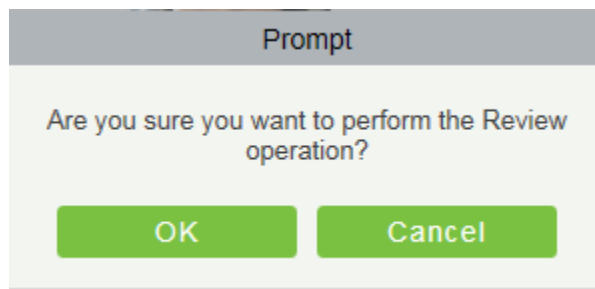 Prompt
Are you sure you want to perform the Review
operation?
OK
Cancel